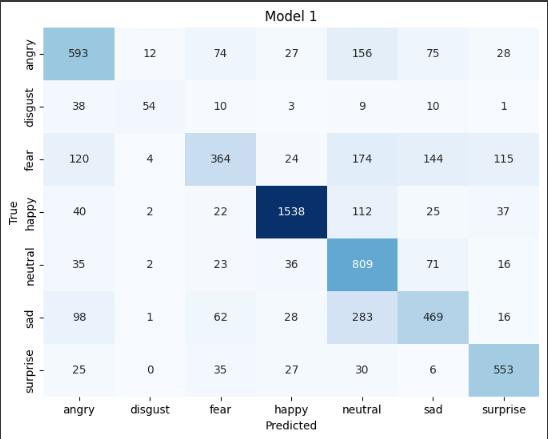 Model 1
angry 593 12 74 27 156 75 28
disgust 38 54 10 3 9 10 1
fear 120 4 364 24 174 144 115
happy 40 2 22 1538 112 25 37
neutral 35 2 23 36 809 71 16
sad 98 1 62 28 283 469 16
surprise 25 0 35 27 30 6 553
True
angry disgust fear happy neutral sad surprise
Predicted